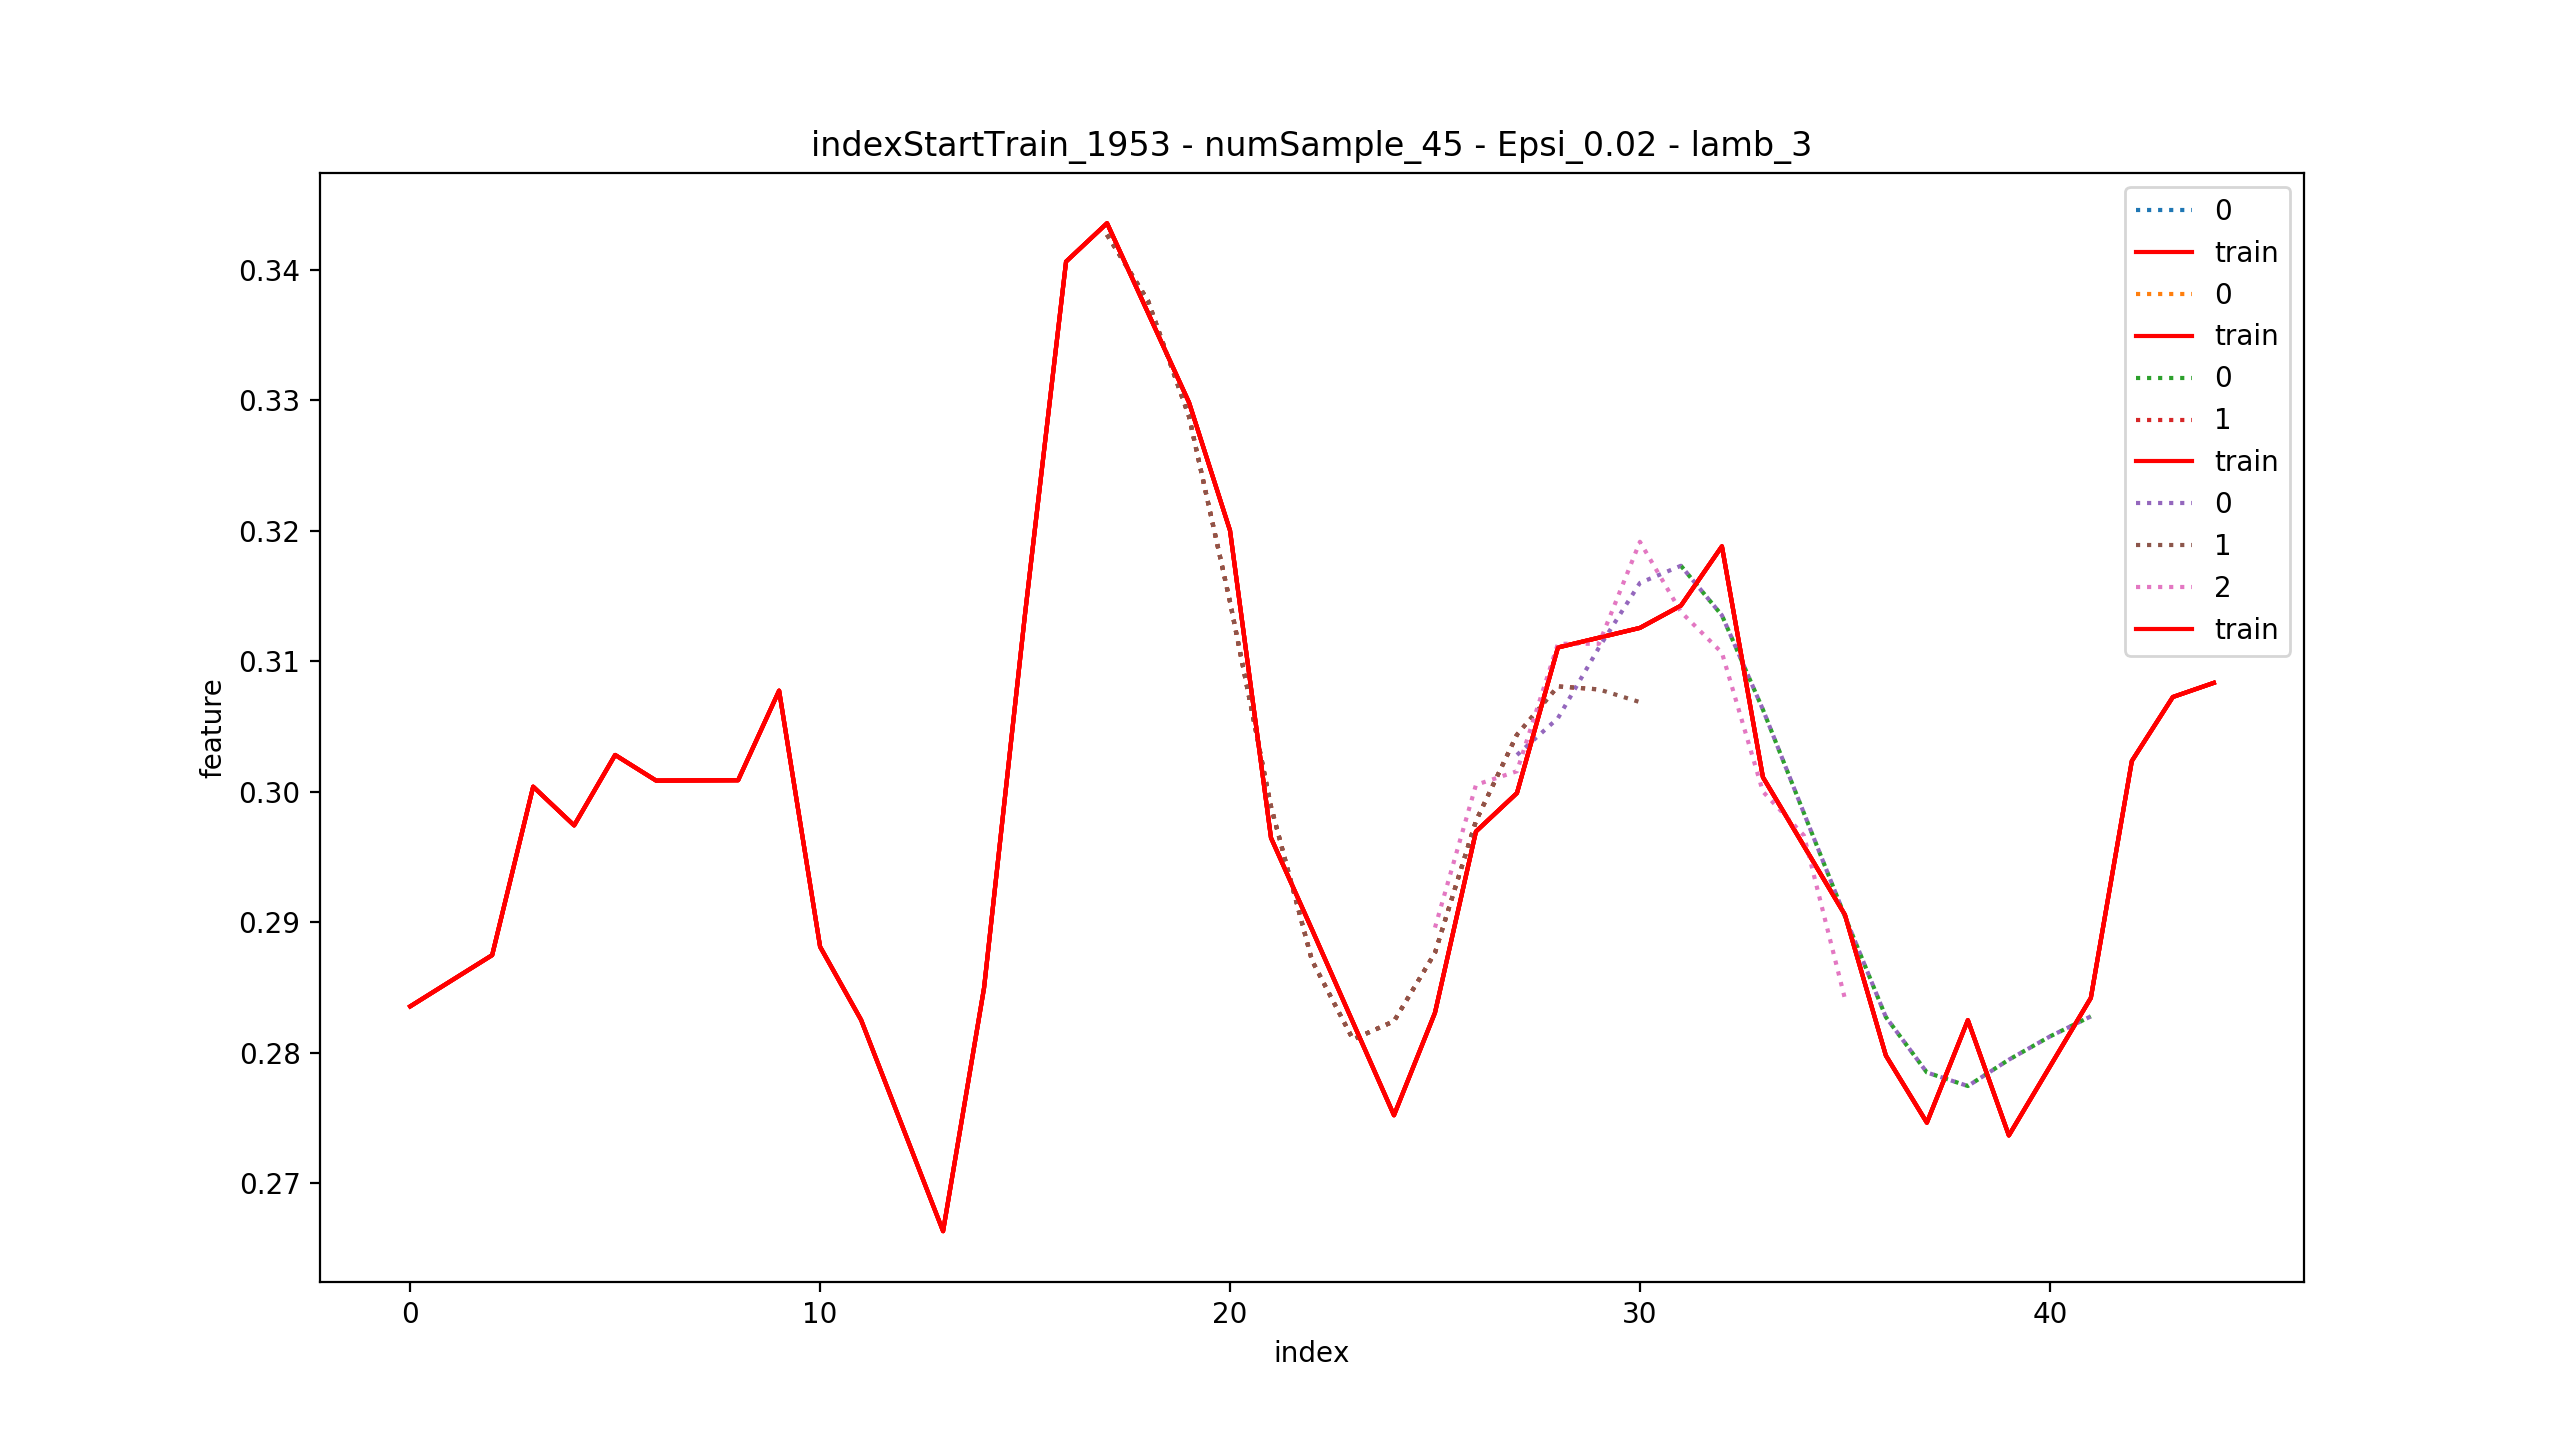 indexStartTrain_1953 - numSample_45 - Epsi_0.02 - lamb_3
0
train
0
train
0
1
train
0
1
2
train
0.34
0.33
0.32
0.31
0.30
0.29
0.28
0.27
feature
0 10 20 30 40
index